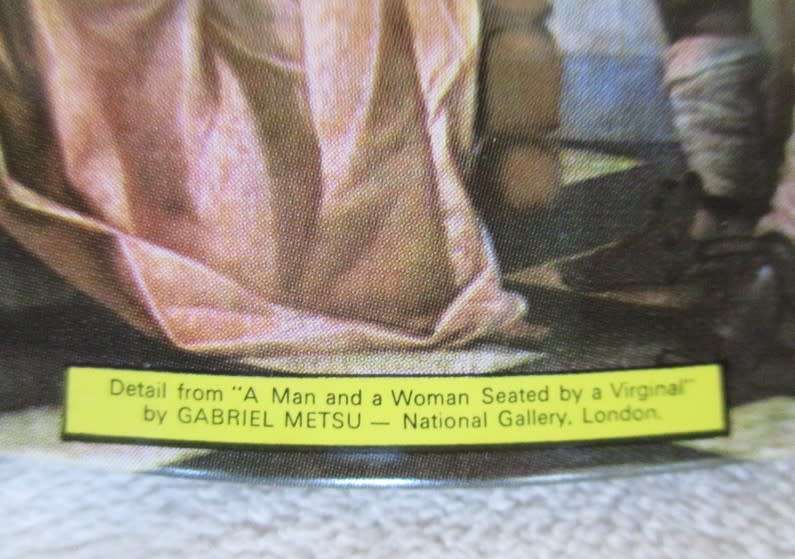 Detail from "A Man and a Woman Seated by a Virginal"
by GABRIEL METSU — National Gallery. London.